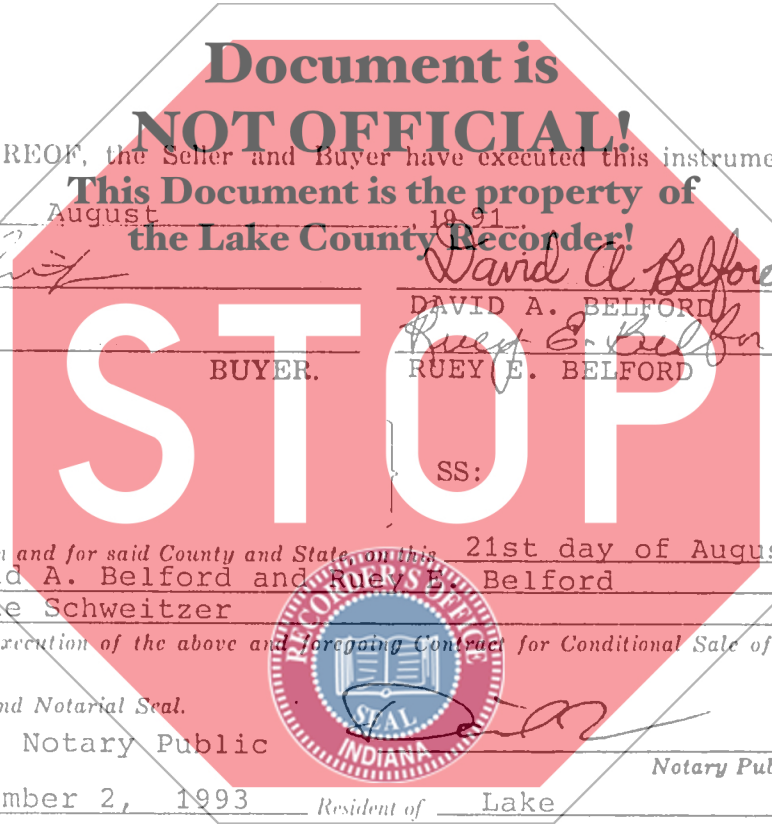 Document is
NOT OFFICIAL!
REOF, the Seller and Buyer have executed this instrume
This Document is the property of
August , 19 91 .
the Lake County Recorder!
David A Belford
DAVID A. BELFORD
Ruey E. Belfor
BUYER. RUEY E. BELFORD
STOP
SS:
and for said County and State, on this 21st day of Augus
d A. Belford and Ruey E. Belford
e Schweitzer
xecution of the above and foregoing Contract for Conditional Sale of
RECORDER'S OFFICE
nd Notarial Seal.
SEAL
Notary Public
INDIANA
Notary Pub
mber 2, 1993 Resident of Lake